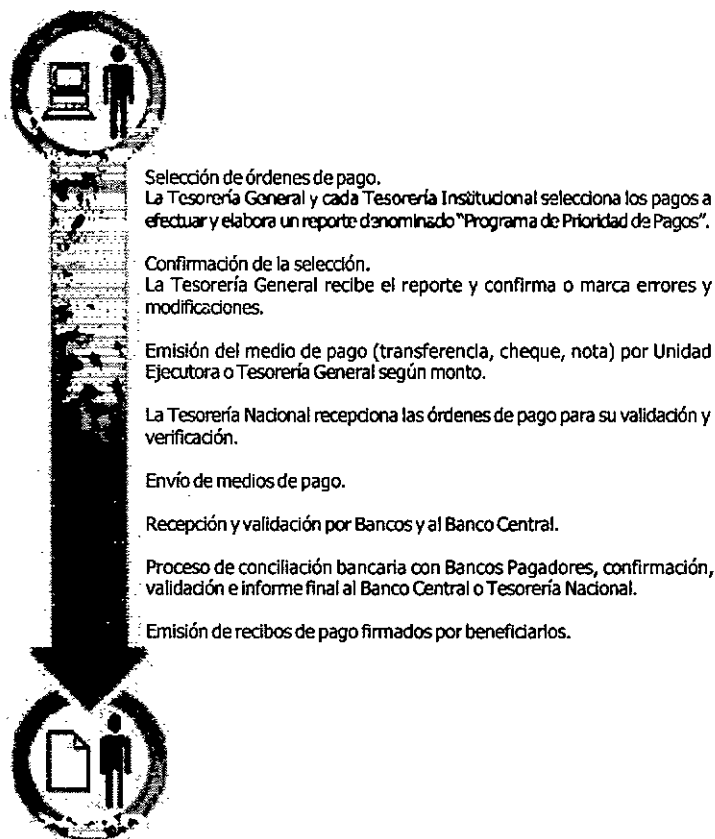 Selección de órdenes de pago.
La Tesorería General y cada Tesorería Institucional selecciona los pagos a
efectuar y elabora un reporte denominado "Programa de Prioridad de Pagos".
Confirmación de la selección.
La Tesorería General recibe el reporte y confirma o marca errores y
modificaciones.
Emisión del medio de pago (transferencia, cheque, nota) por Unidad
Ejecutora o Tesorería General según monto.
La Tesorería Nacional recepciona las órdenes de pago para su validación y
verificación.
Envío de medios de pago.
Recepción y validación por Bancos y al Banco Central.
Proceso de conciliación bancaria con Bancos Pagadores, confirmación,
validación e informe final al Banco Central o Tesorería Nacional.
Emisión de recibos de pago firmados por beneficiarios.